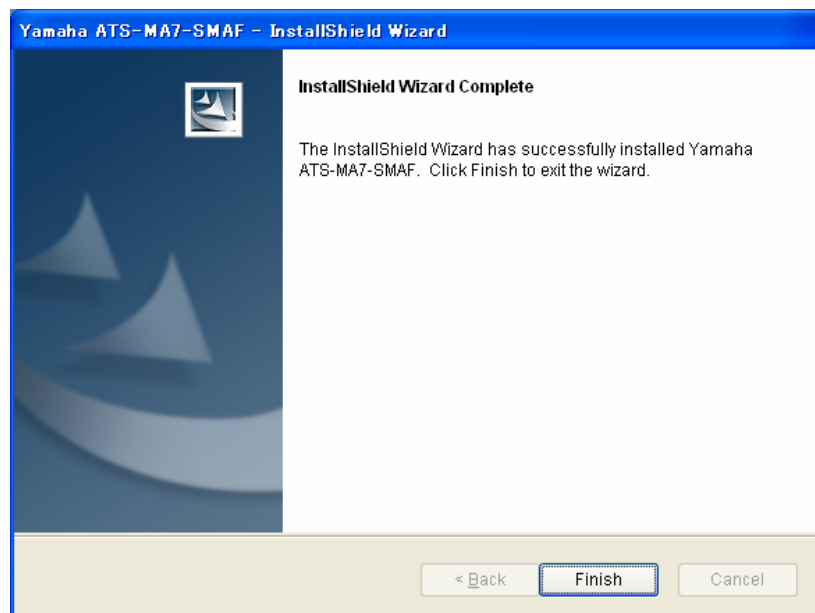 Yamaha ATS-MA7-SMAF - InstallShield Wizard
InstallShield Wizard Complete
The InstallShield Wizard has successfully installed Yamaha
ATS-MA7-SMAF. Click Finish to exit the wizard.
< Back
Finish
Cancel